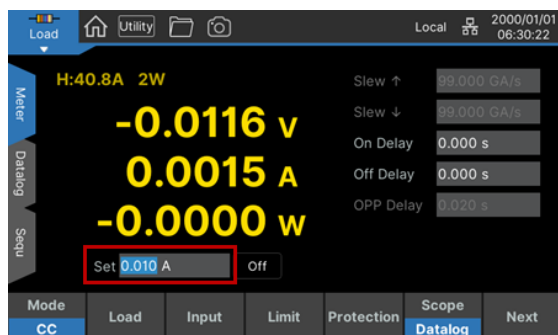 Load
Utility
Local
2000/01/01
06:30:22
Meter
Datalog
Sequ
H:40.8A 2W
-0.0116 V
0.0015 A
-0.0000 W
Set 0.010 A
Off
Slew ↑ 99.000 GA/s
Slew ↓ 99.000 GA/s
On Delay 0.000 s
Off Delay 0.000 s
OPP Delay 0.020 s
Mode
CC
Load
Input
Limit
Protection
Scope
Datalog
Next